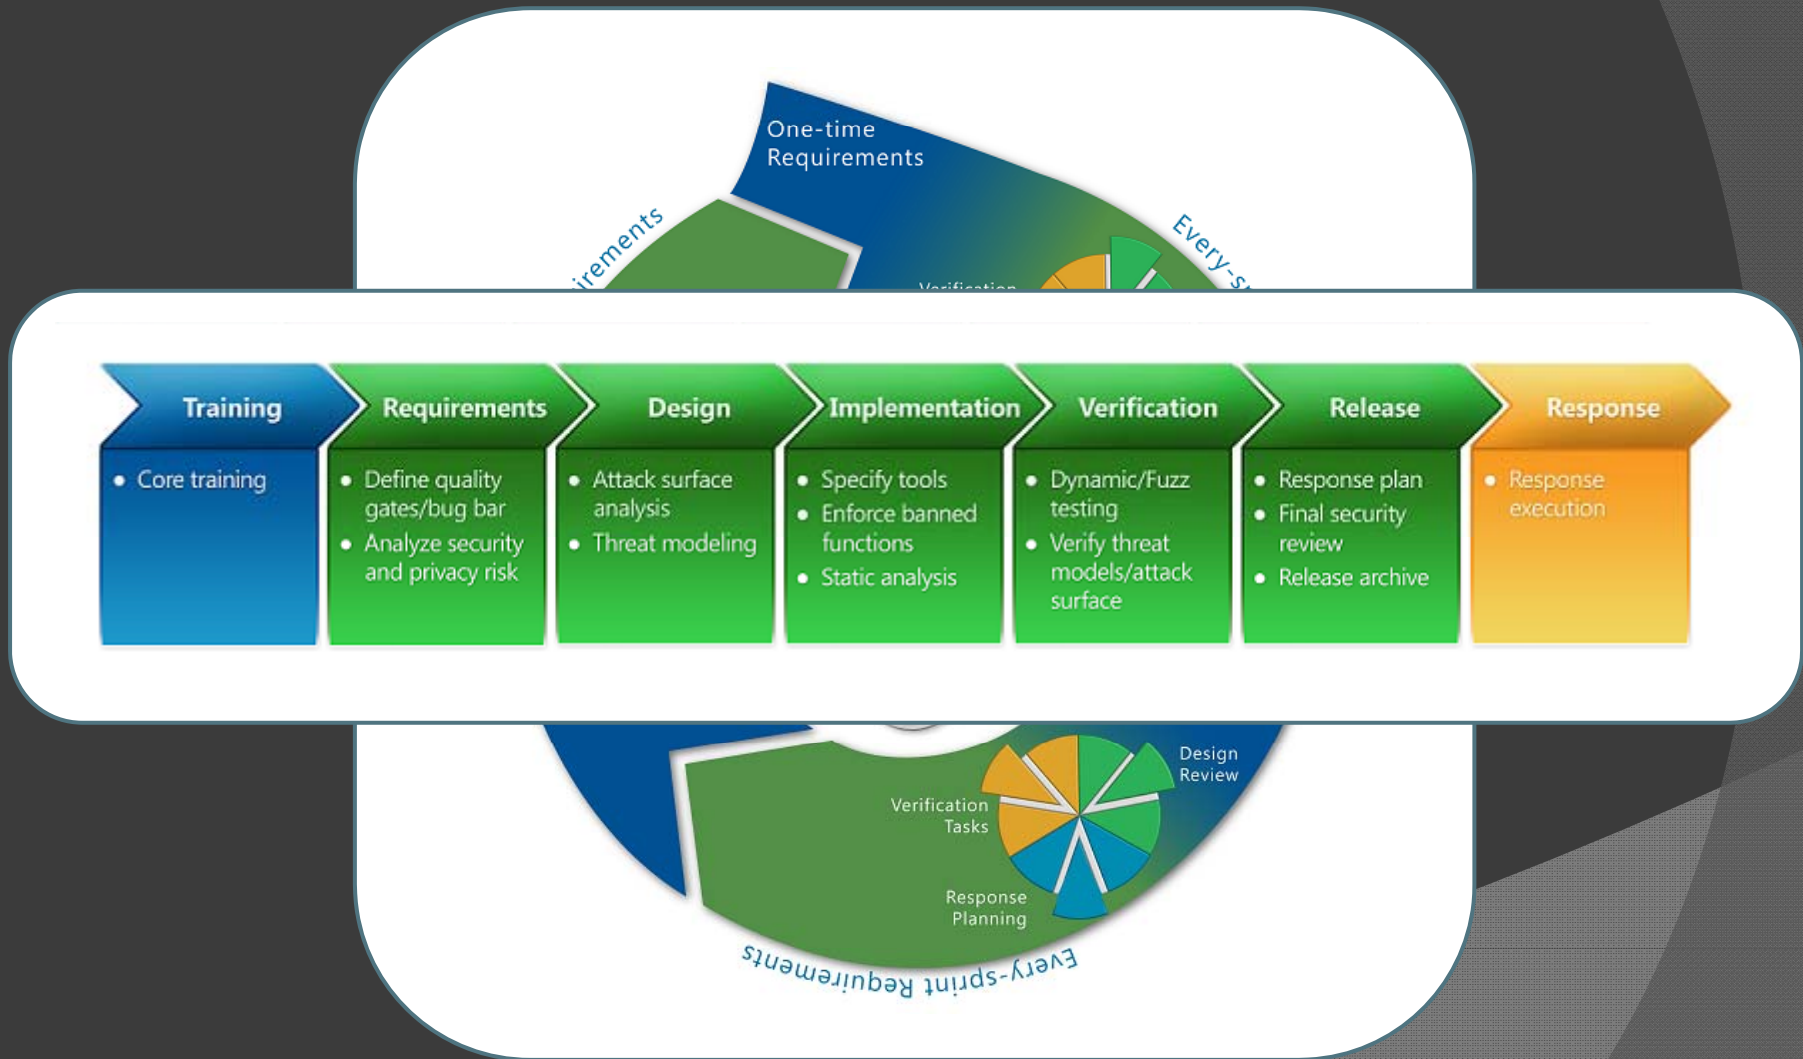 One-time
Requirements
Training
• Core training
Requirements
• Define quality
gates/bug bar
• Analyze security
and privacy risk
Design
• Attack surface
analysis
• Threat modeling
Implementation
• Specify tools
• Enforce banned
functions
• Static analysis
Verification
• Dynamic/Fuzz
testing
• Verify threat
models/attack
surface
Release
• Response plan
• Final security
review
• Release archive
Response
• Response
execution
Design
Review
Verification
Tasks
Response
Planning
Every-sprint Requirements